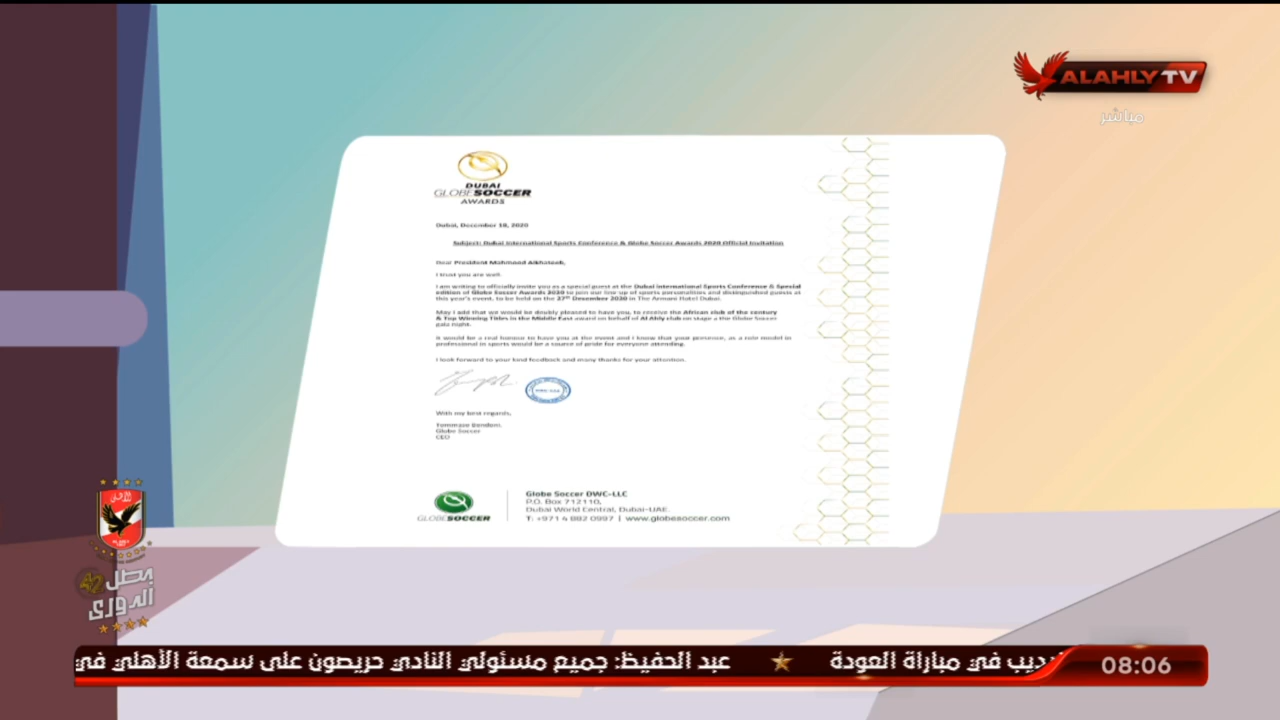 ALAHLY TV
مباشر
DUBAI
GLOBESOCCER
AWARDS
Dubai, December 18, 2020
Subject: Dubai International Sports Conference & Globe Soccer Awards 2020 Official Invitation
Dear President Mahmoud Alkhateeb,
I trust you are well.
I am writing to officially invite you as a special guest at the Dubai International Sports Conference & Special
edition of Globe Soccer Awards 2020 to join our line-up of sports personalities and distinguished guests at
this year's event, to be held on the 27th December 2020 in The Armani Hotel Dubai.
May I add that we would be doubly pleased to have you, to receive the African club of the century
& Top Winning Titles in the Middle East award on behalf of Al Ahly club on stage a the Globe Soccer
gala night.
It would be a real honour to have you at the event and I know that your presence, as a role model in
professional in sports would be a source of pride for everyone attending.
I look forward to your kind feedback and many thanks for your attention.
With my best regards,
Tommaso Bendoni.
Globe Soccer
CEO
GLOBESOCCER
Globe Soccer DWC-LLC
P.O. Box 712110,
Dubai World Central, Dubai-UAE.
T: +971 4 882 0997 | www.globesoccer.com
الأهلي
بطل 42
الدوري
في مباراة العودة ★ عبد الحفيظ: جميع مسئولي النادي حريصون على سمعة الأهلي في
08:06